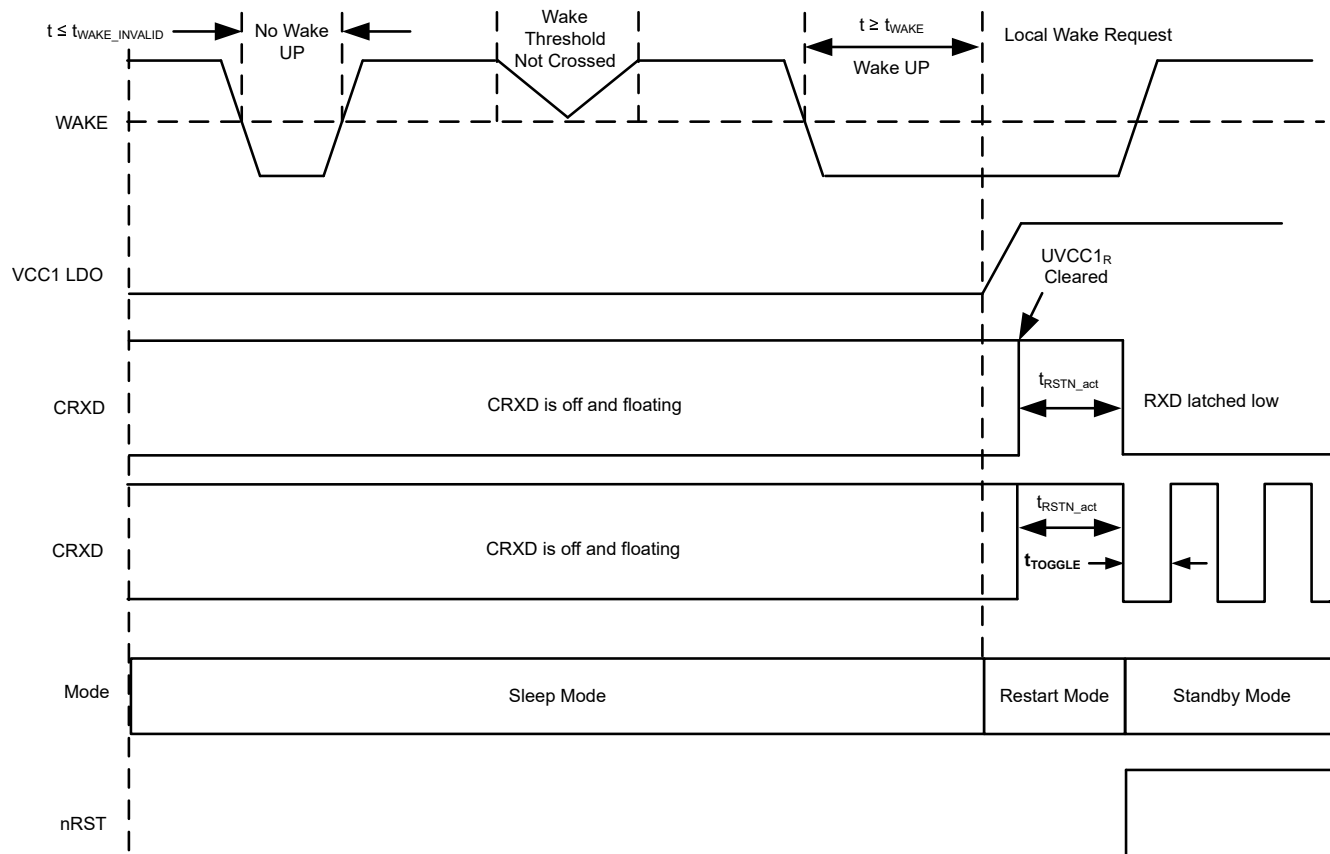 t ≤ tWAKE_INVALID
No Wake
UP
Wake
Threshold
Not Crossed
t ≥ tWAKE
Wake UP
Local Wake Request
WAKE
VCC1 LDO
UVCC1R
Cleared
CRXD
CRXD is off and floating
tRSTN_act
RXD latched low
CRXD
CRXD is off and floating
tRSTN_act
tTOGGLE
Mode
Sleep Mode
Restart Mode
Standby Mode
nRST